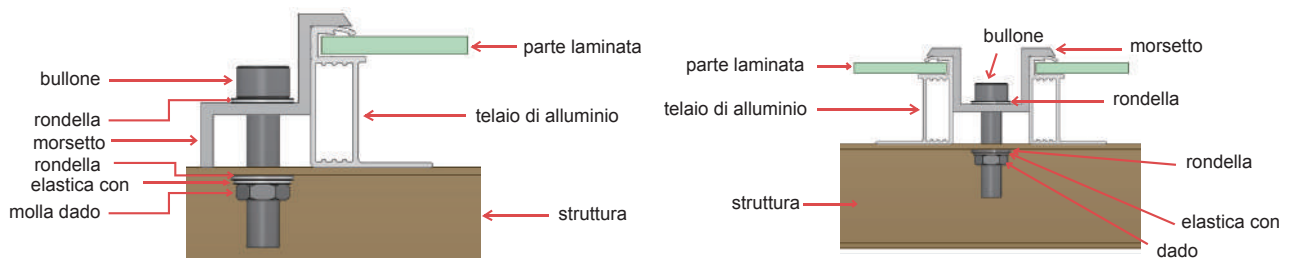 parte laminata
bullone
rondella
morsetto
rondella
elastica con
molla dado
telaio di alluminio
struttura
bullone
morsetto
parte laminata
rondella
telaio di alluminio
rondella
struttura
elastica con
dado